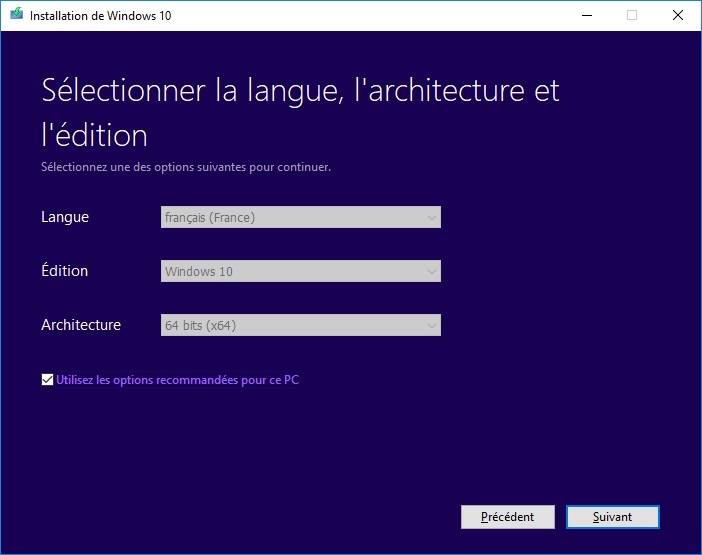 Installation de Windows 10
Sélectionner la langue, l'architecture et
l'édition
Sélectionnez une des options suivantes pour continuer.
Langue
français (France)
Édition
Windows 10
Architecture
64 bits (x64)
Utilisez les options recommandées pour ce PC
Précédent
Suivant